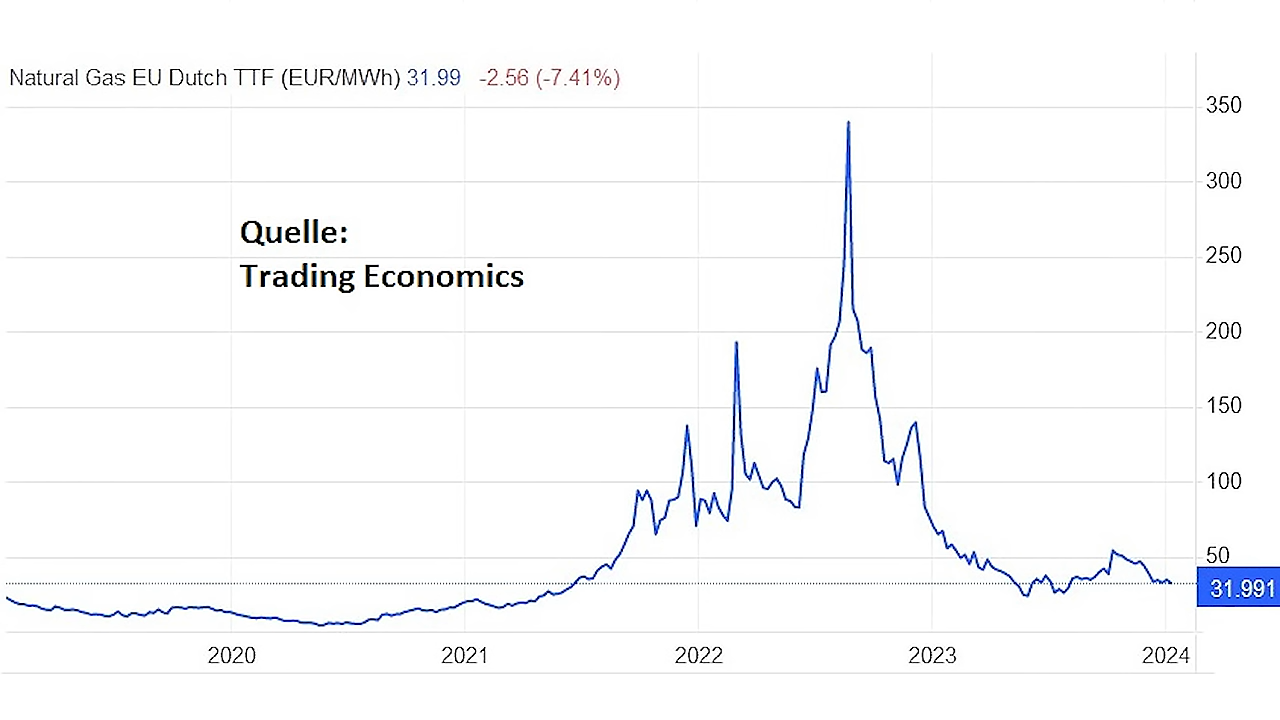 Natural Gas EU Dutch TTF (EUR/MWh) 31.99 -2.56 (-7.41%)
350
300
Quelle:
250
Trading Economics
200
150
100
50
31.991
2020 2021 2022 2023 2024